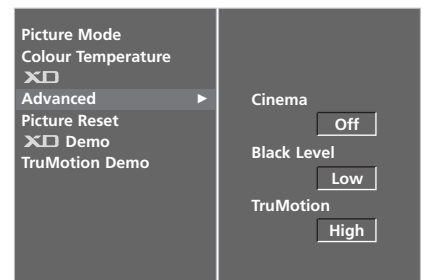 Picture Mode
Colour Temperature
XD
Advanced ►
Picture Reset
XD Demo
TruMotion Demo
Cinema
Off
Black Level
Low
TruMotion
High